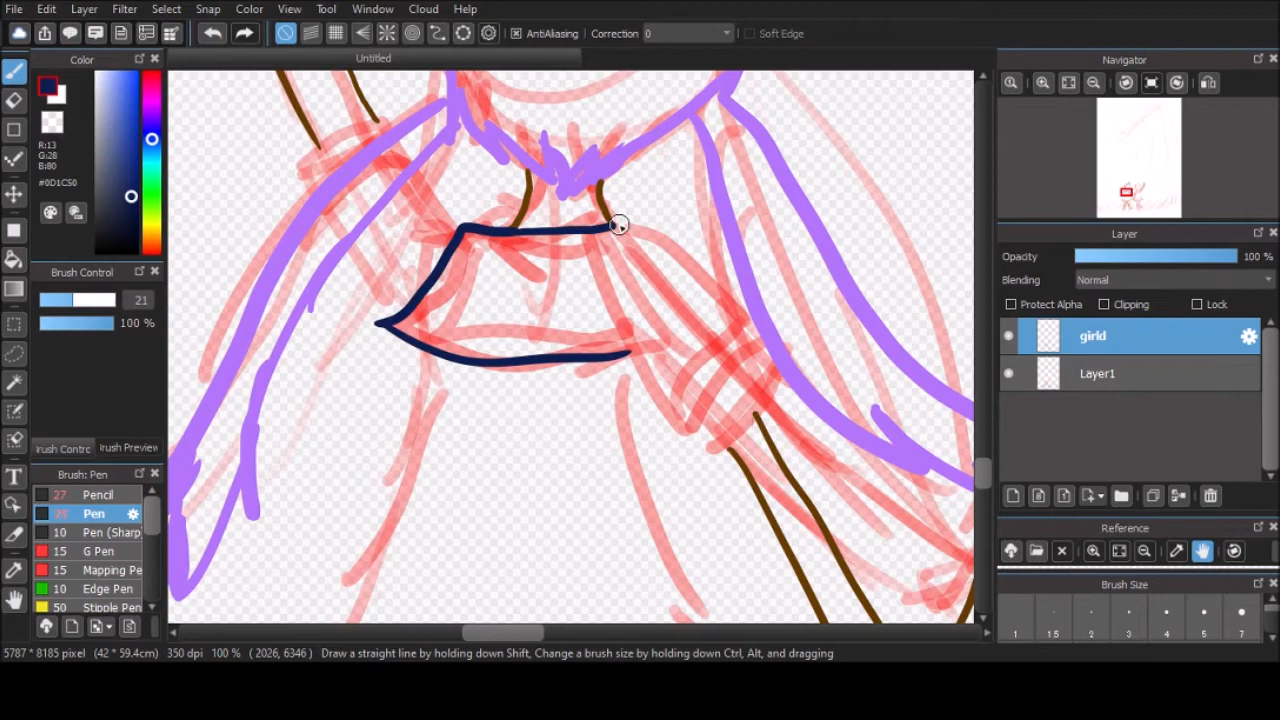 File Edit Layer Filter Select Snap Color View Tool Window Cloud Help
AntiAliasing Correction 0 Soft Edge
Untitled
Color
R:13
G:28
B:80
#0D1C50
Brush Control
21
100 %
rush Contrc rush Preview
Brush: Pen
27 Pencil
Pen
10 Pen (Sharp)
15 G Pen
15 Mapping Pe
10 Edge Pen
50 Stipple Pen
Navigator
Layer
Opacity 100 %
Blending Normal
Protect Alpha Clipping Lock
girld
Layer1
Reference
Brush Size
1 1.5 2 3 4 5 7
5787 * 8185 pixel (42 * 59.4cm) 350 dpi 100 % ( 2026, 6346 ) Draw a straight line by holding down Shift, Change a brush size by holding down Ctrl, Alt, and dragging